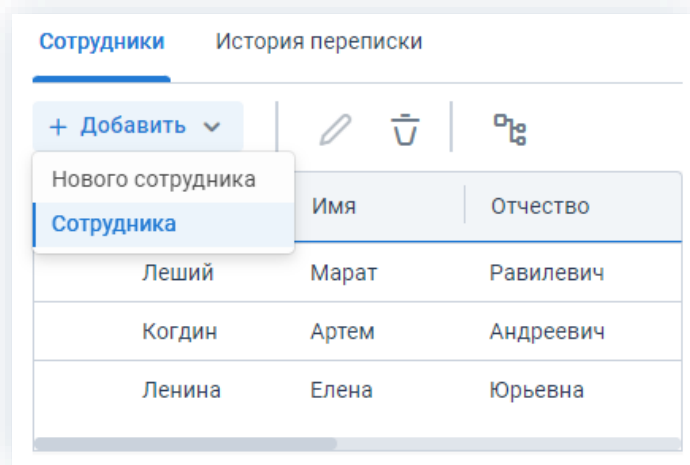 Сотрудники История переписки
+ Добавить
Нового сотрудника
Сотрудника
Имя Отчество
Леший Марат Равилевич
Когдин Артем Андреевич
Ленина Елена Юрьевна